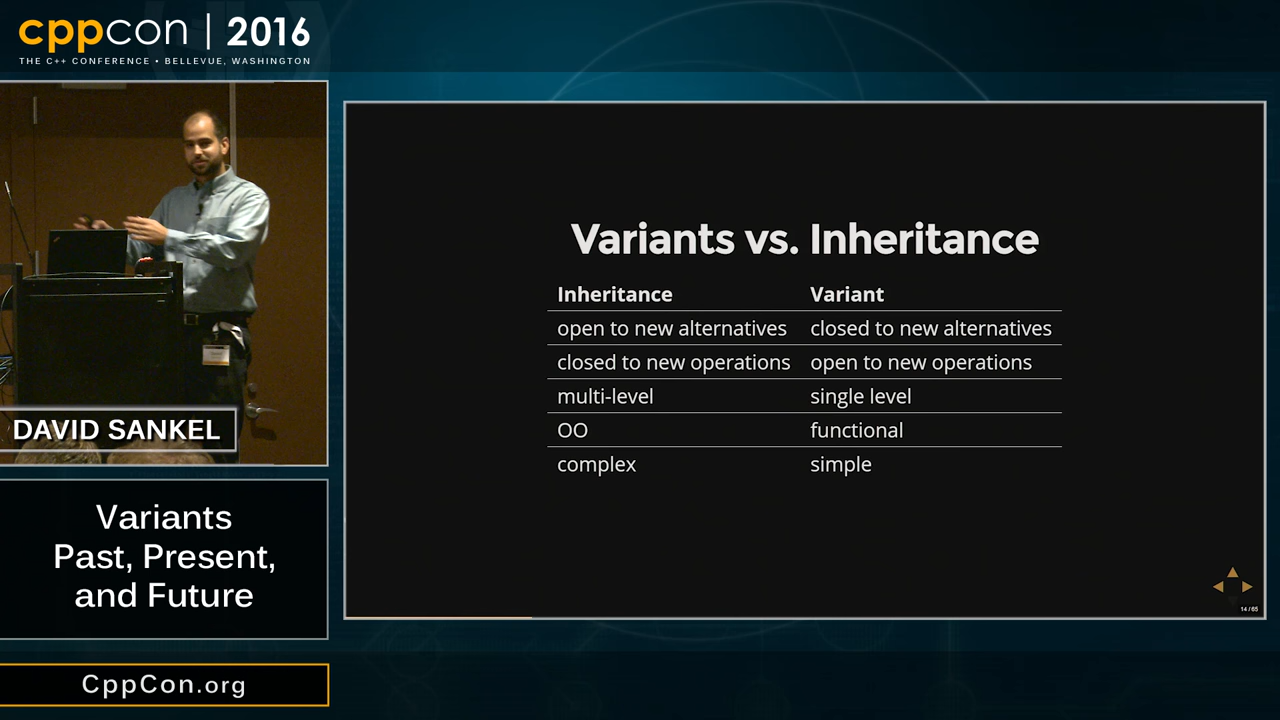 cppcon | 2016
THE C++ CONFERENCE • BELLEVUE, WASHINGTON
DAVID SANKEL
Variants
Past, Present,
and Future
CppCon.org
Variants vs. Inheritance
Inheritance Variant
open to new alternatives closed to new alternatives
closed to new operations open to new operations
multi-level single level
OO functional
complex simple
14 / 65